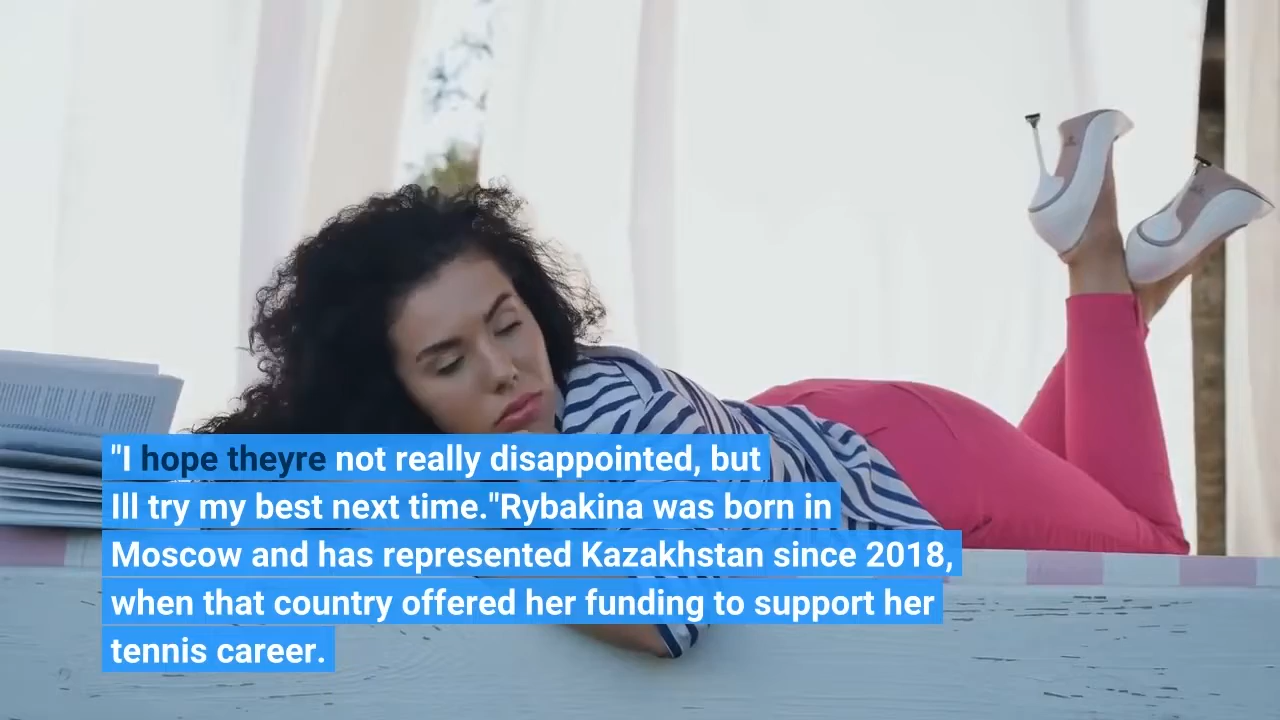 "I hope theyre not really disappointed, but
Ill try my best next time."Rybakina was born in
Moscow and has represented Kazakhstan since 2018,
when that country offered her funding to support her
tennis career.